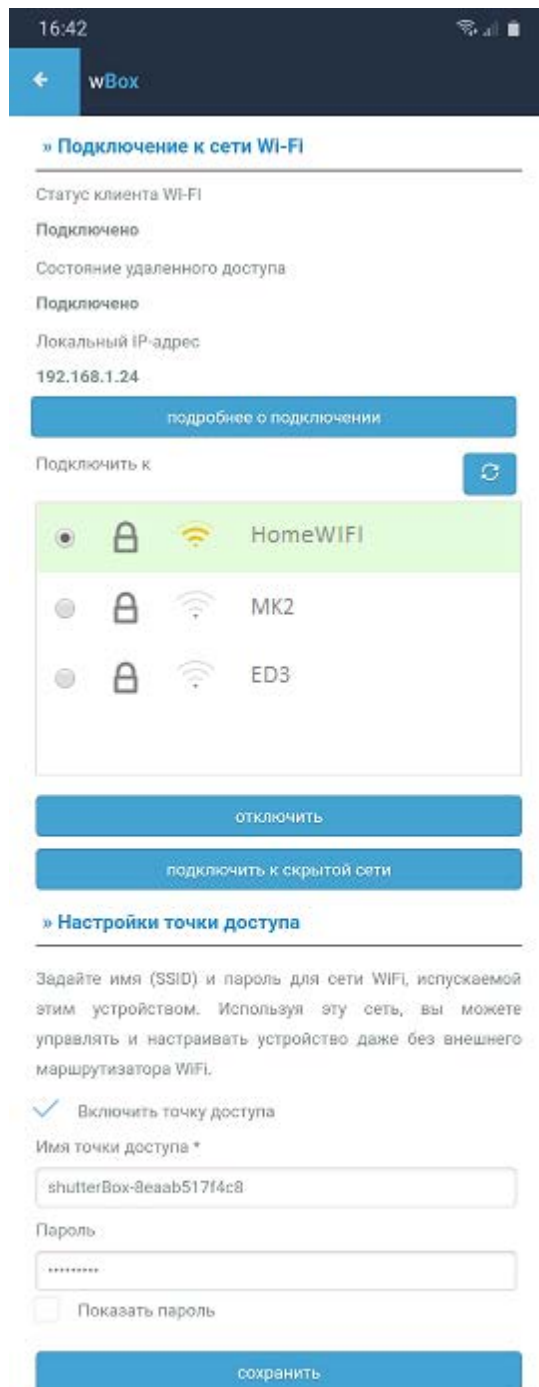 16:42
wBox
» Подключение к сети Wi-Fi
Статус клиента WI-FI
Подключено
Состояние удаленного доступа
Подключено
Локальный IP-адрес
192.168.1.24
подробнее о подключении
Подключить к
HomeWIFI
MK2
ED3
отключить
подключить к скрытой сети
» Настройки точки доступа
Задайте имя (SSID) и пароль для сети WiFi, испускаемой
этим устройством. Используя эту сеть, вы можете
управлять и настраивать устройство даже без внешнего
маршрутизатора WiFi.
Включить точку доступа
Имя точки доступа *
shutterBox-8eaab517f4c8
Пароль
•••••••••
Показать пароль
сохранить